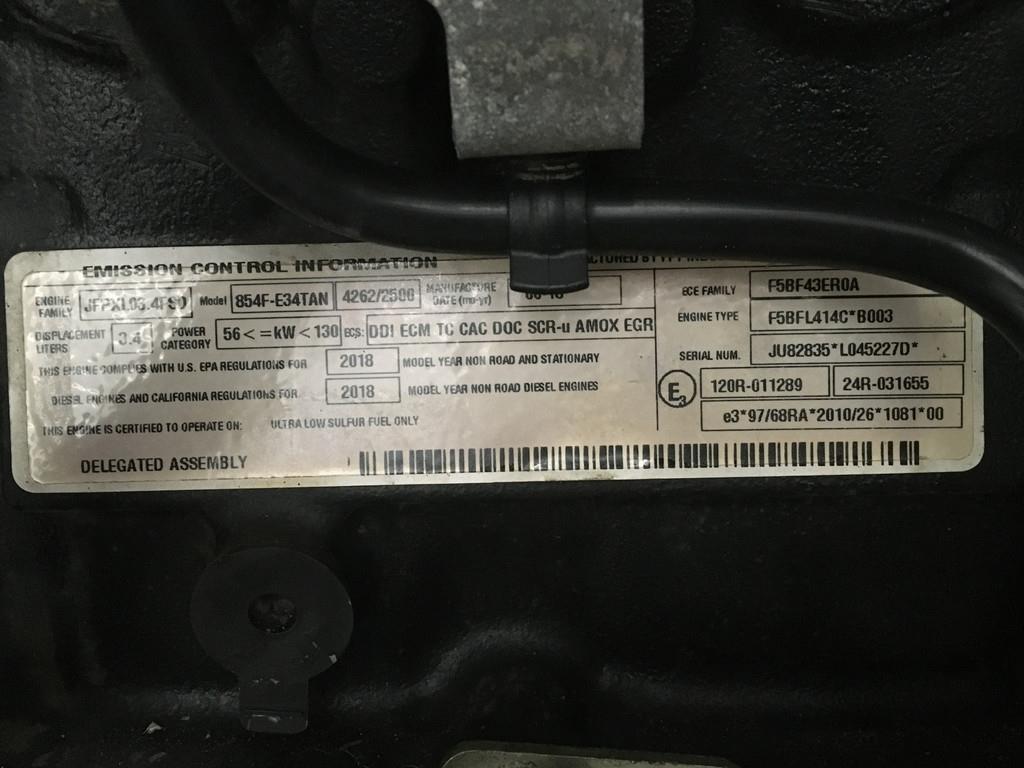 EMISSION CONTROL INFORMATION
ENGINE FAMILY Model 854F-E34TAN 4262/2500 MANUFACTURE DATE (mo-yr)
DISPLACEMENT LITERS 3.4 POWER CATEGORY 56<=kW<130 ECS: DDI ECM TC CAC DOC SCR-u AMOX EGR
THIS ENGINE COMPLIES WITH U.S. EPA REGULATIONS FOR 2018 MODEL YEAR NON ROAD AND STATIONARY
DIESEL ENGINES AND CALIFORNIA REGULATIONS FOR 2018 MODEL YEAR NON ROAD DIESEL ENGINES
THIS ENGINE IS CERTIFIED TO OPERATE ON: ULTRA LOW SULFUR FUEL ONLY
DELEGATED ASSEMBLY
ECE FAMILY F5BF43ER0A
ENGINE TYPE F5BFL414C*B003
SERIAL NUM. JU82835*L045227D*
E3 120R-011289 24R-031655
e3*97/68RA*2010/26*1081*00